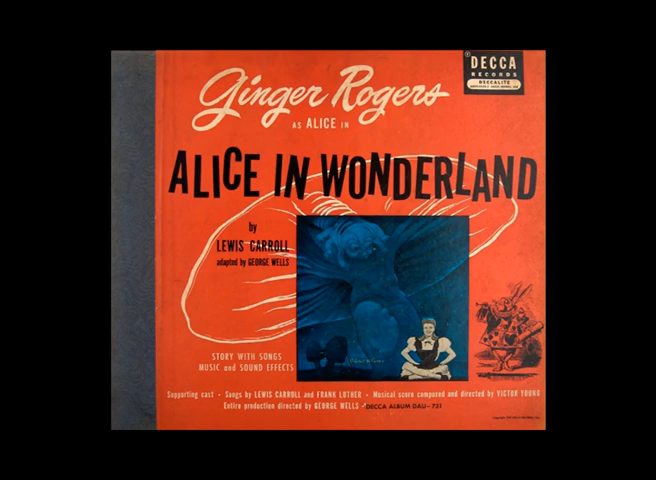 Ginger Rogers
AS ALICE IN
DECCA
RECORDS
DECCALITE
ALICE IN WONDERLAND
by
LEWIS CARROLL
adapted by GEORGE WELLS
STORY WITH SONGS
MUSIC and SOUND EFFECTS
Supporting cast • Songs by LEWIS CARROLL and FRANK LUTHER • Musical score composed and directed by VICTOR YOUNG
Entire production directed by GEORGE WELLS • DECCA ALBUM DAU-731